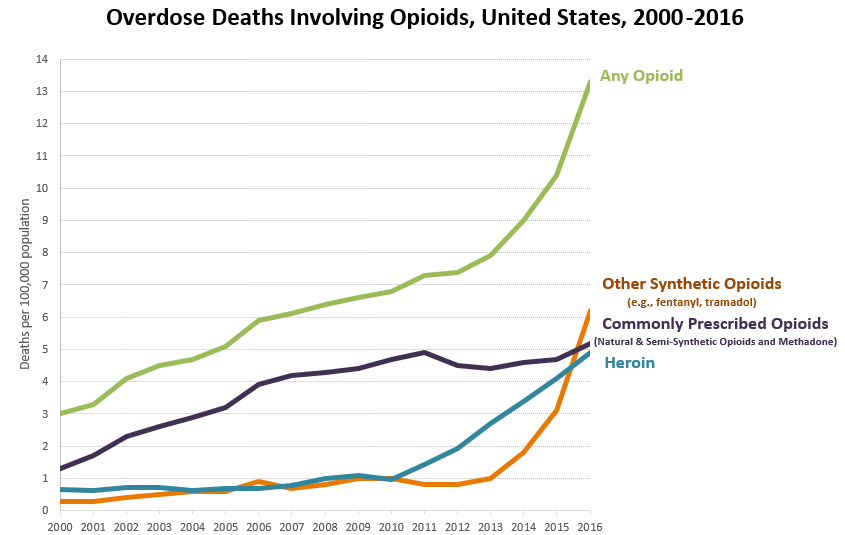 Overdose Deaths Involving Opioids, United States, 2000-2016
14
13
12
11
10
9
8
7
6
5
4
3
2
1
0
Deaths per 100,000 population
Any Opioid
Other Synthetic Opioids
(e.g., fentanyl, tramadol)
Commonly Prescribed Opioids
(Natural & Semi-Synthetic Opioids and Methadone)
Heroin
2000 2001 2002 2003 2004 2005 2006 2007 2008 2009 2010 2011 2012 2013 2014 2015 2016